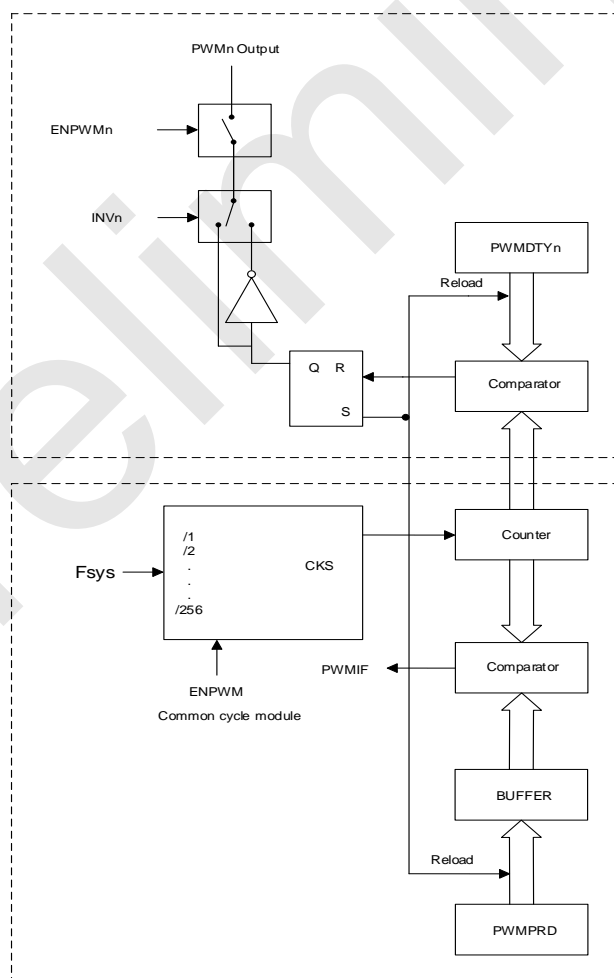 PWMn Output
ENPWMn
INVn
PWMDTYn
Reload
Q R
S
Comparator
/1
/2
.
.
.
/256
CKS
Fsys
Counter
ENPWM
Common cycle module
PWMIF
Comparator
BUFFER
Reload
PWMPRD